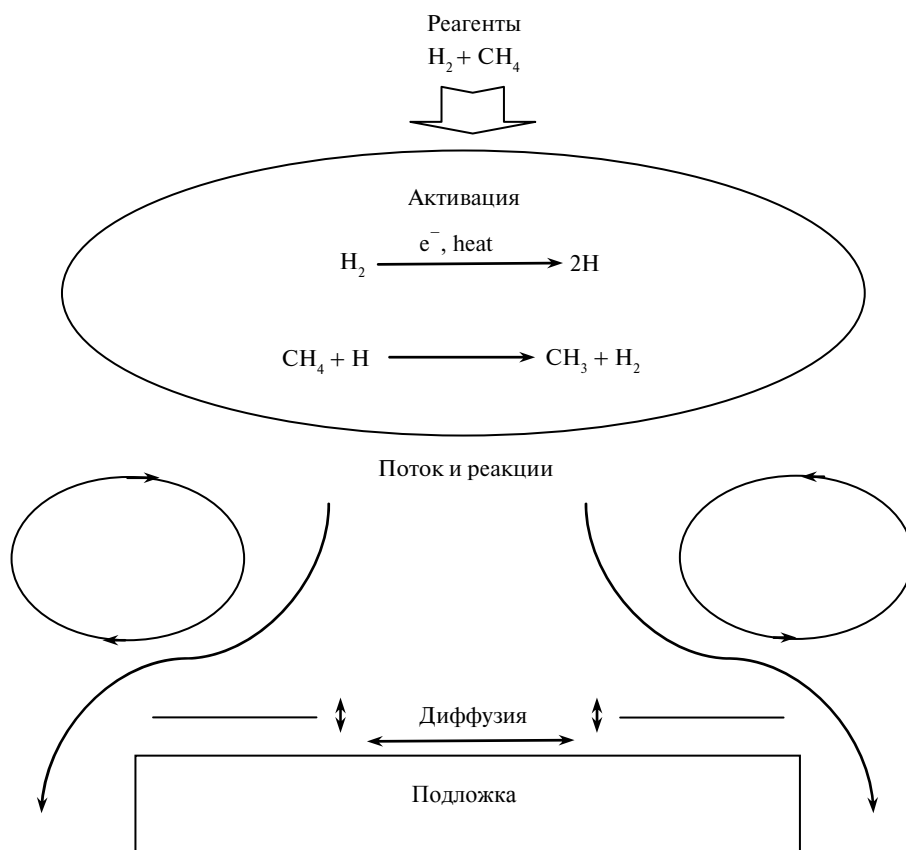 Реагенты
H₂ + CH₄
Активация
e⁻, heat
H₂ 2H
CH₄ + H CH₃ + H₂
Поток и реакции
Диффузия
Подложка